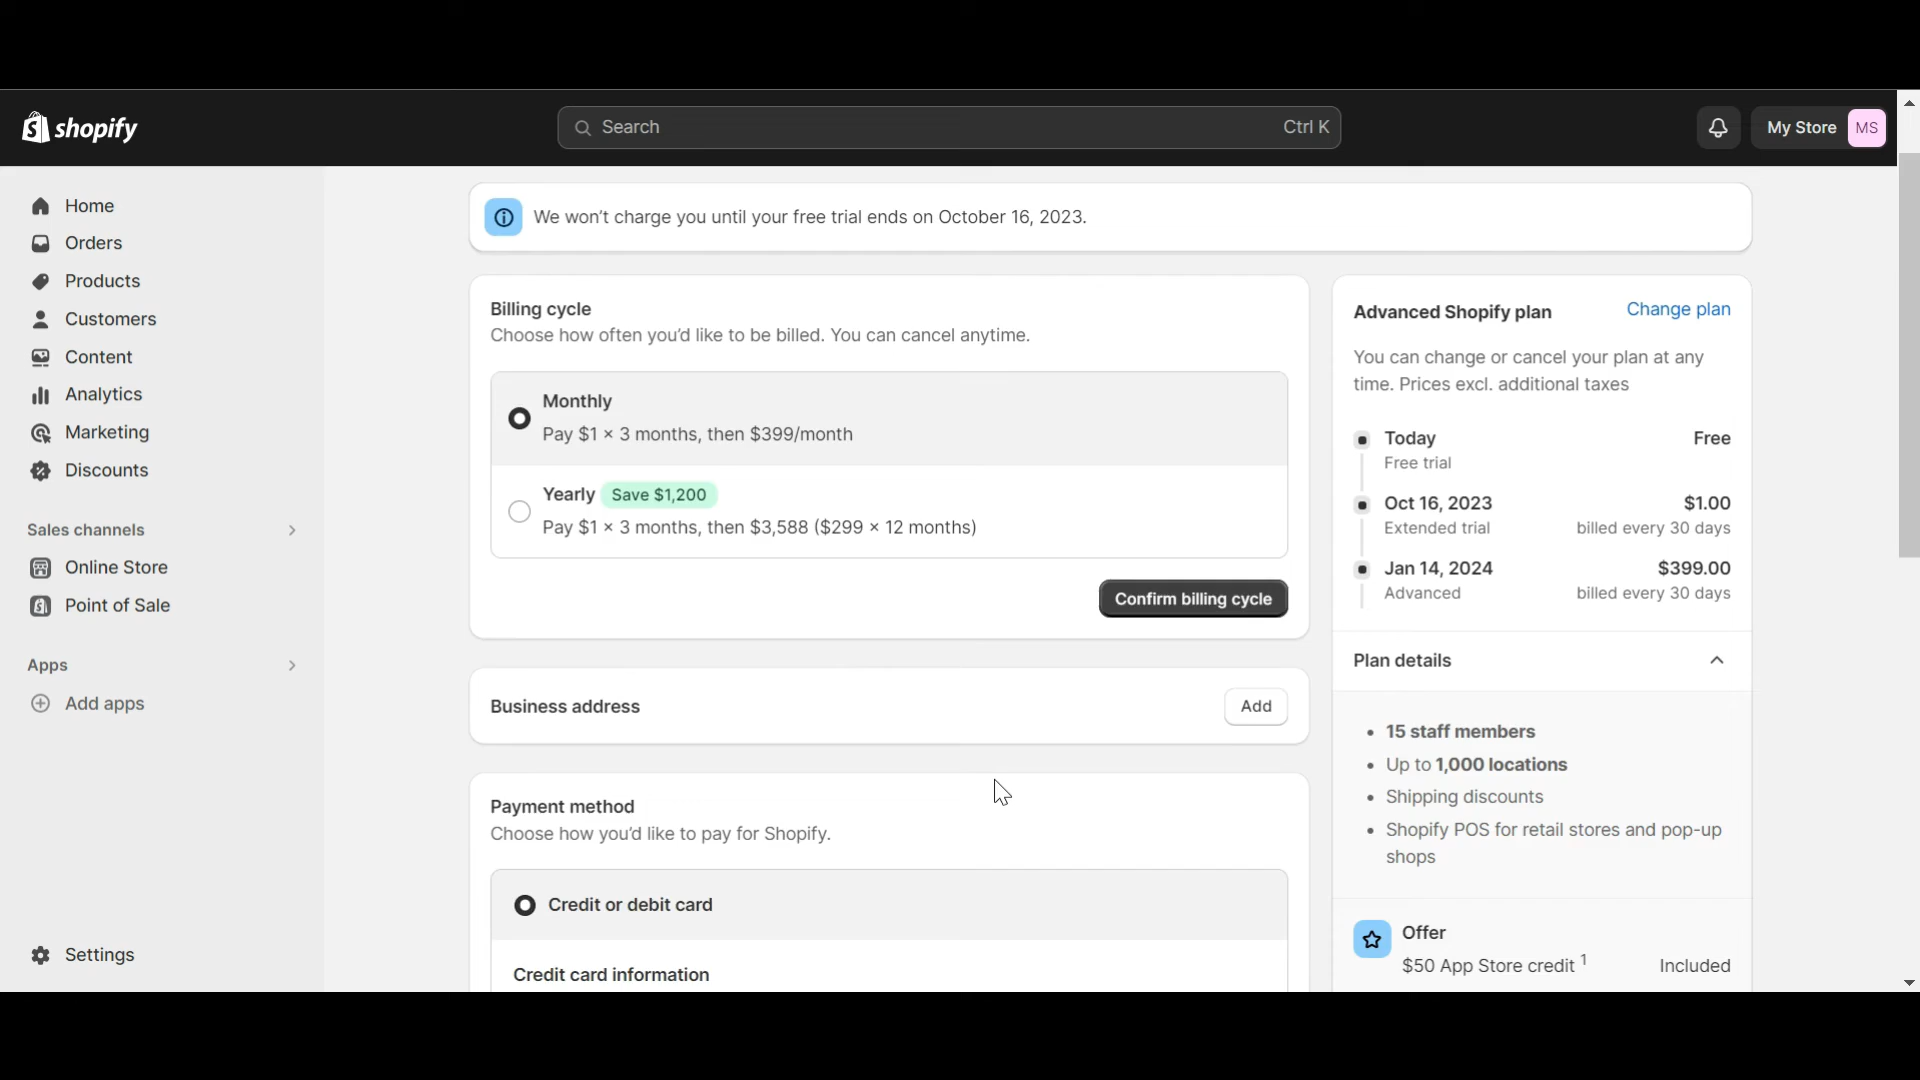 shopify
Search
Ctrl K
My Store
MS
Home
Orders
Products
Customers
Content
Analytics
Marketing
Discounts
Sales channels
Online Store
Point of Sale
Apps
Add apps
Settings
We won't charge you until your free trial ends on October 16, 2023.
Billing cycle
Choose how often you'd like to be billed. You can cancel anytime.
Monthly
Pay $1 × 3 months, then $399/month
Yearly Save $1,200
Pay $1 × 3 months, then $3,588 ($299 × 12 months)
Confirm billing cycle
Business address
Add
Payment method
Choose how you'd like to pay for Shopify.
Credit or debit card
Credit card information
Advanced Shopify plan
Change plan
You can change or cancel your plan at any
time. Prices excl. additional taxes
Today Free
Free trial
Oct 16, 2023 $1.00
Extended trial billed every 30 days
Jan 14, 2024 $399.00
Advanced billed every 30 days
Plan details
• 15 staff members
• Up to 1,000 locations
• Shipping discounts
• Shopify POS for retail stores and pop-up
shops
Offer
$50 App Store credit 1 Included